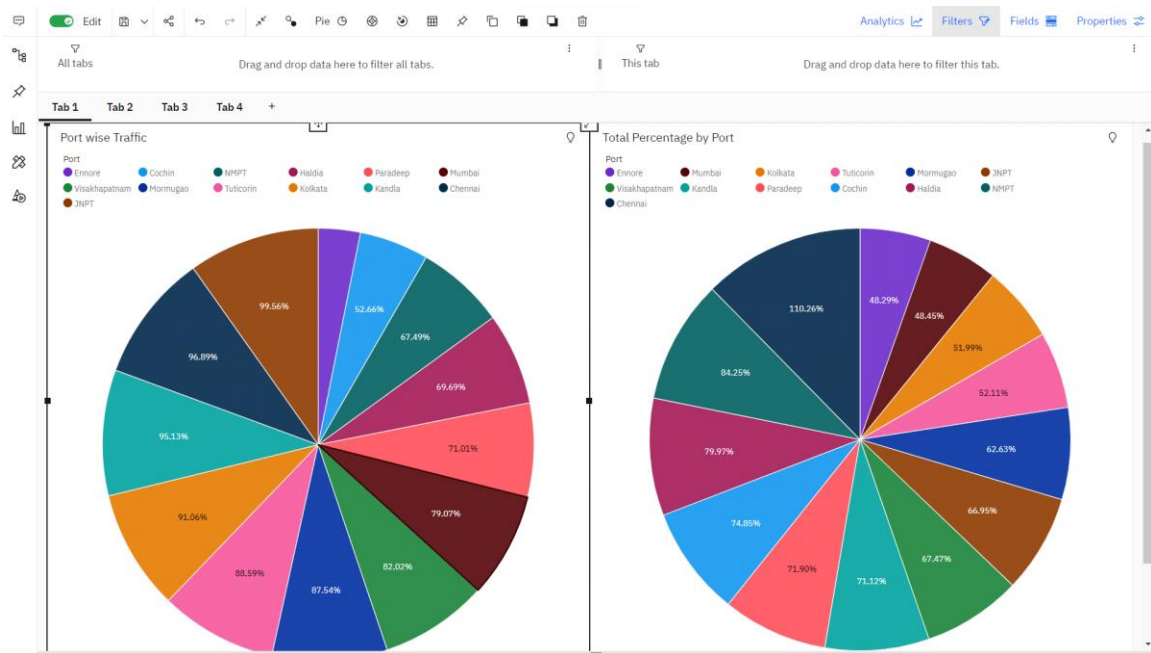 Edit Pie Analytics Filters Fields Properties
All tabs Drag and drop data here to filter all tabs. This tab Drag and drop data here to filter this tab.
Tab 1 Tab 2 Tab 3 Tab 4 +
Port wise Traffic
Port
Ennore Cochin NMPT Haldia Paradeep Mumbai
Visakhapatnam Mormugao Tuticorin Kolkata Kandla Chennai
JNPT
99.56%
52.66%
67.49%
96.89%
69.69%
95.13%
71.01%
79.07%
91.06%
82.02%
88.59%
87.54%
Total Percentage by Port
Port
Ennore Mumbai Kolkata Tuticorin Mormugao JNPT
Visakhapatnam Kandla Paradeep Cochin Haldia NMPT
Chennai
110.26%
48.29%
48.45%
51.99%
84.25%
52.11%
79.97%
62.63%
66.95%
74.85%
67.47%
71.90%
71.12%